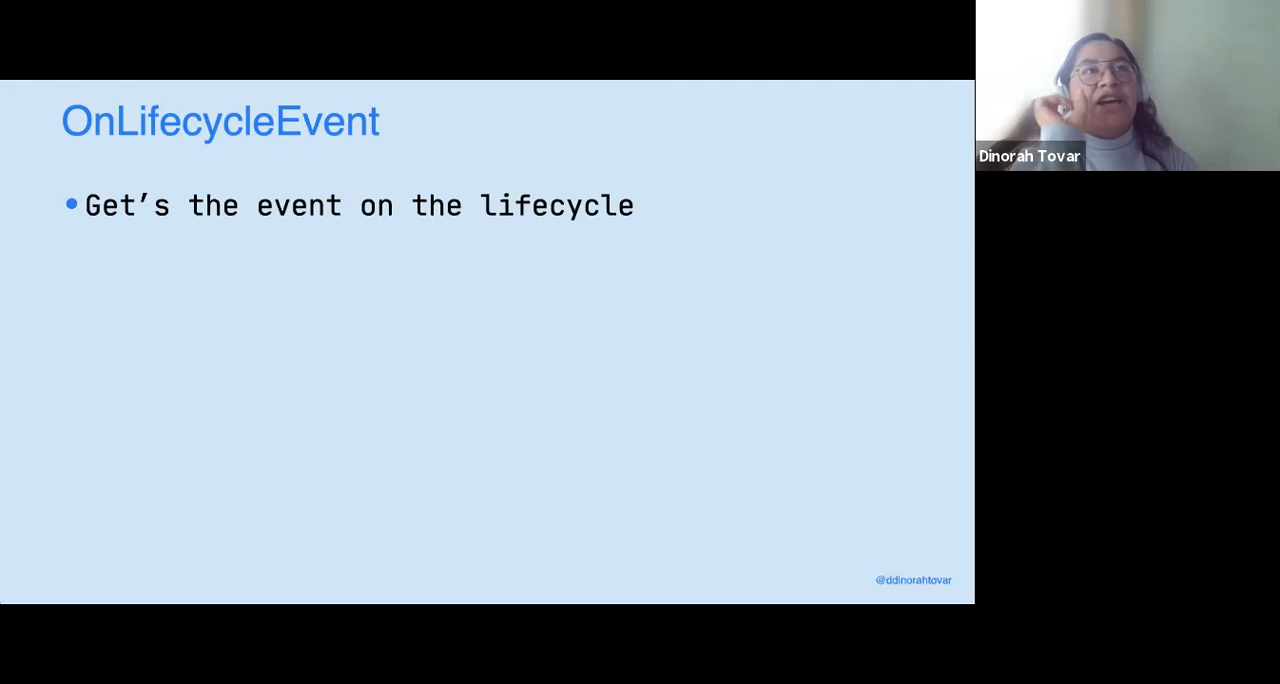 OnLifecycleEvent
• Get’s the event on the lifecycle
@ddinorahtovar
Dinorah Tovar